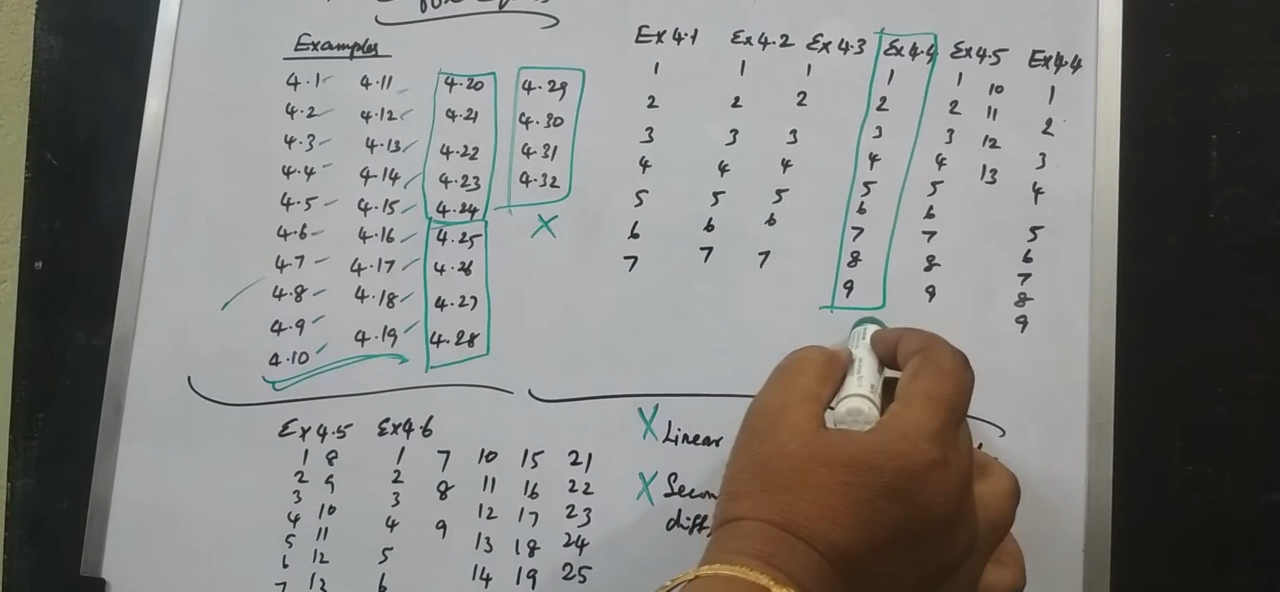 Examples
4.1 4.11 4.20 4.29
4.2 4.12 4.21 4.30
4.3 4.13 4.22 4.31
4.4 4.14 4.23 4.32
4.5 4.15 4.24 X
4.6 4.16 4.25
4.7 4.17 4.26
4.8 4.18 4.27
4.9 4.19 4.28
4.10
Ex 4.1 Ex 4.2 Ex 4.3 Ex 4.4 Ex 4.5 Ex 4.4
1 1 1 1 1 10 1
2 2 2 2 2 11 2
3 3 3 3 3 12 3
4 4 4 4 4 13 4
5 5 5 5 5 5
6 6 6 6 6 6
7 7 7 7 7 7
8 8 8
9 9 9
Ex 4.5 Ex 4.6
1 8 1 7 10 15 21
2 9 2 8 11 16 22
3 10 3 9 12 17 23
4 11 4 13 18 24
5 12 5 14 19 25
6 13 6
7
X Linear
X Secon
diff